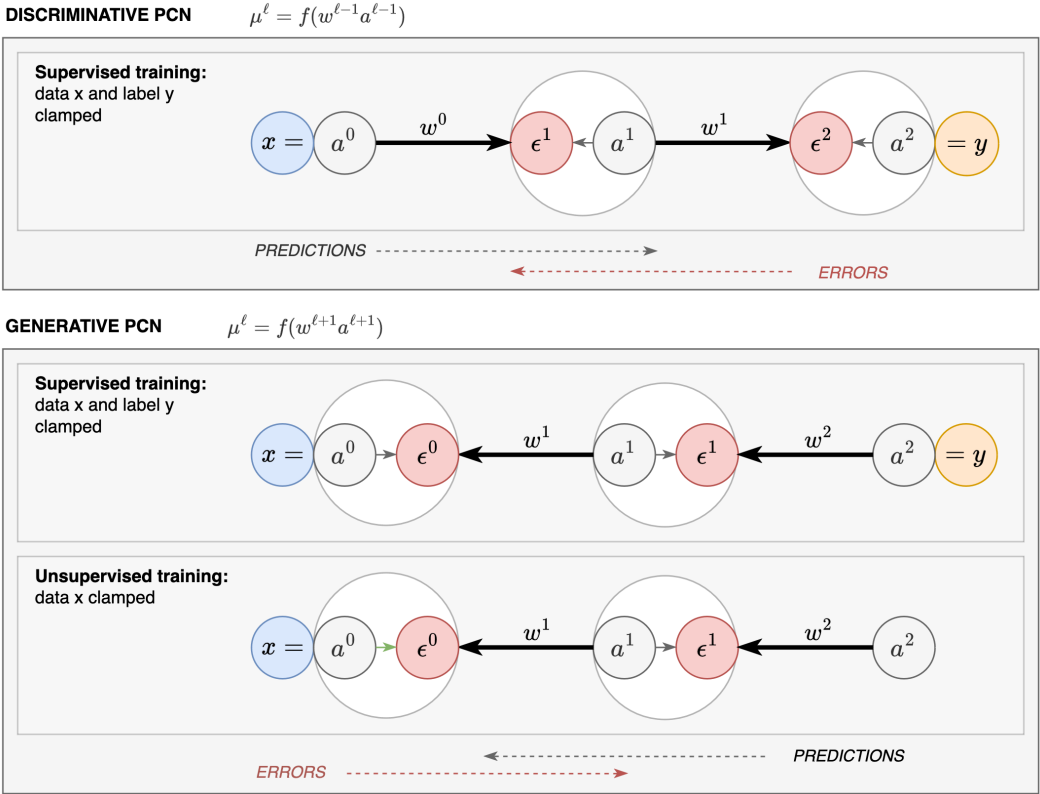 DISCRIMINATIVE PCN μ^ℓ = f(w^{ℓ−1}a^{ℓ−1})
Supervised training:
data x and label y
clamped
x = a^0 w^0 ϵ^1 a^1 w^1 ϵ^2 a^2 = y
PREDICTIONS
ERRORS
GENERATIVE PCN μ^ℓ = f(w^{ℓ+1}a^{ℓ+1})
Supervised training:
data x and label y
clamped
x = a^0 ϵ^0 w^1 a^1 ϵ^1 w^2 a^2 = y
Unsupervised training:
data x clamped
x = a^0 ϵ^0 w^1 a^1 ϵ^1 w^2 a^2
PREDICTIONS
ERRORS